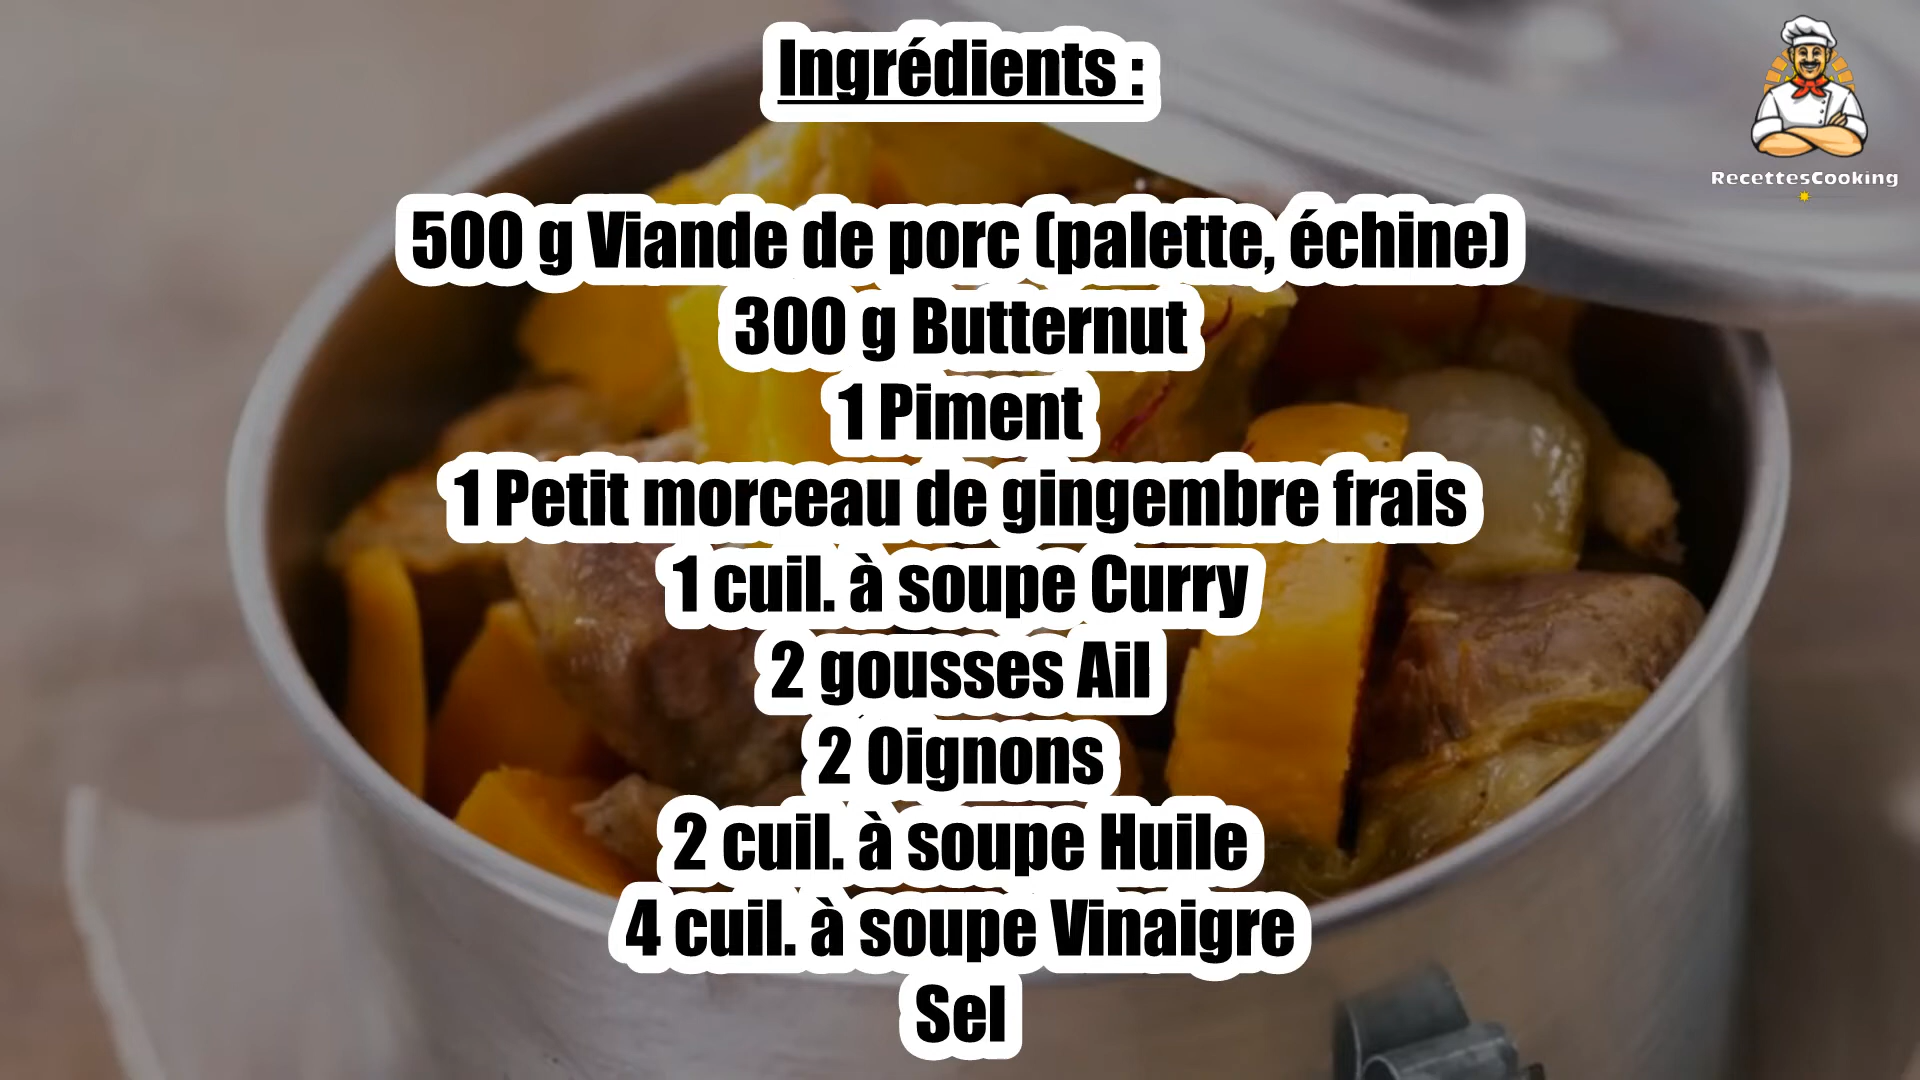 Ingrédients :
RecettesCooking
500 g Viande de porc (palette, échine)
300 g Butternut
1 Piment
1 Petit morceau de gingembre frais
1 cuil. à soupe Curry
2 gousses Ail
2 Oignons
2 cuil. à soupe Huile
4 cuil. à soupe Vinaigre
Sel